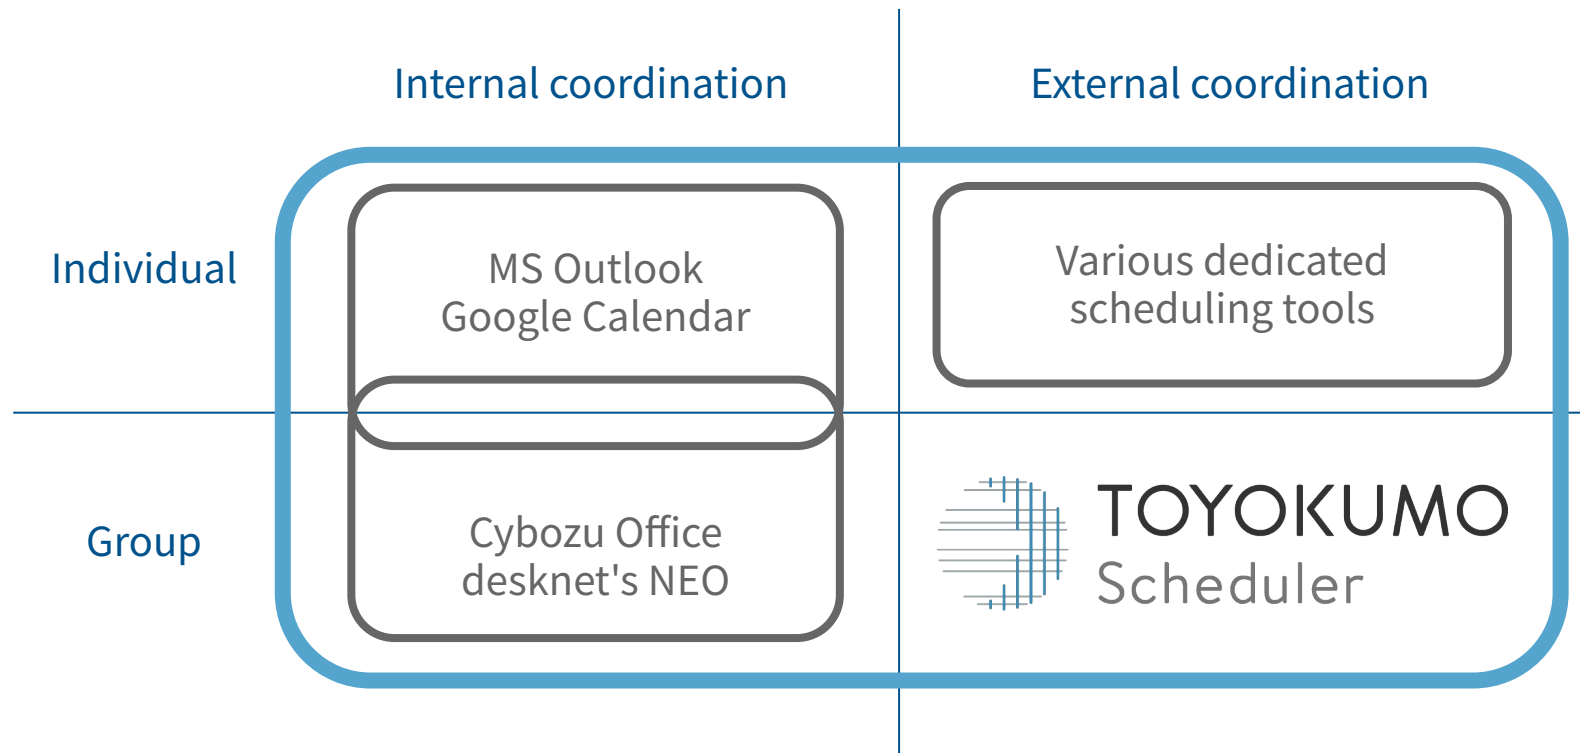 Internal coordination
External coordination
Individual
MS Outlook
Google Calendar
Various dedicated
scheduling tools
Group
Cybozu Office
desknet's NEO
TOYOKUMO
Scheduler